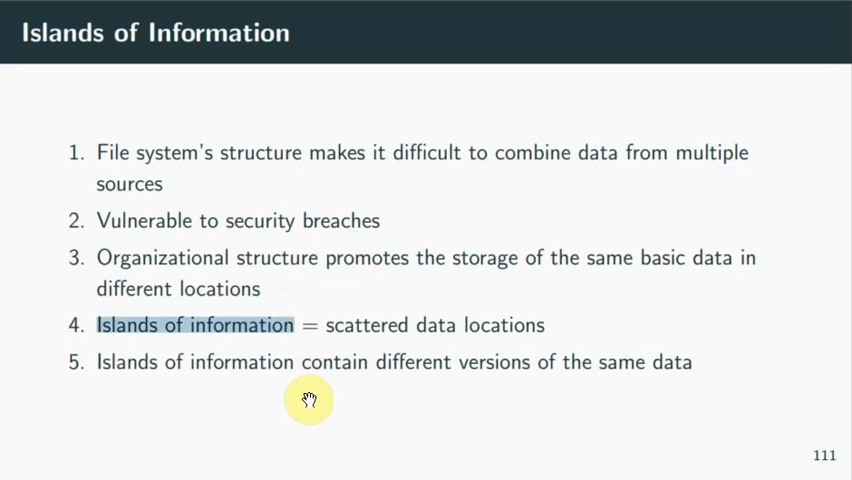 Islands of Information
1. File system's structure makes it difficult to combine data from multiple
sources
2. Vulnerable to security breaches
3. Organizational structure promotes the storage of the same basic data in
different locations
4. Islands of information = scattered data locations
5. Islands of information contain different versions of the same data
111